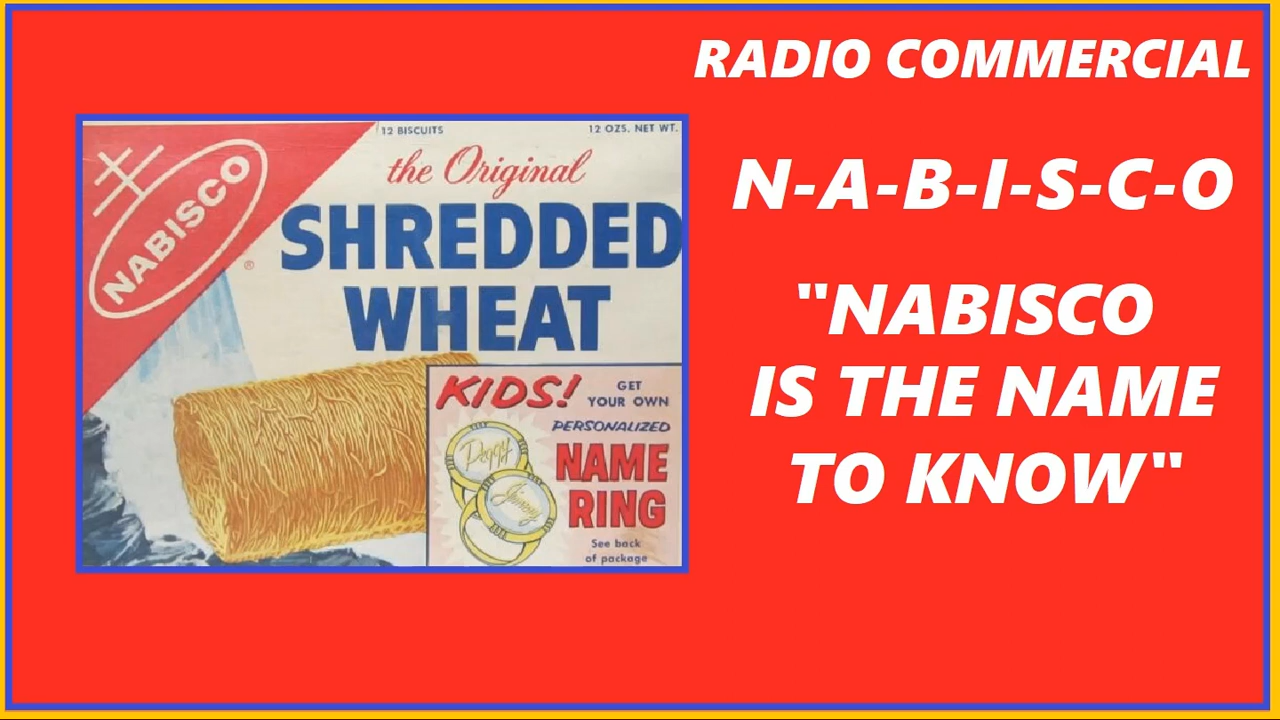 RADIO COMMERCIAL
N-A-B-I-S-C-O
"NABISCO
IS THE NAME
TO KNOW"
12 BISCUITS
12 OZS. NET WT.
NABISCO
®
the Original
SHREDDED
WHEAT
KIDS!
GET
YOUR OWN
PERSONALIZED
NAME
RING
Peggy
Jimmy
See back
of package